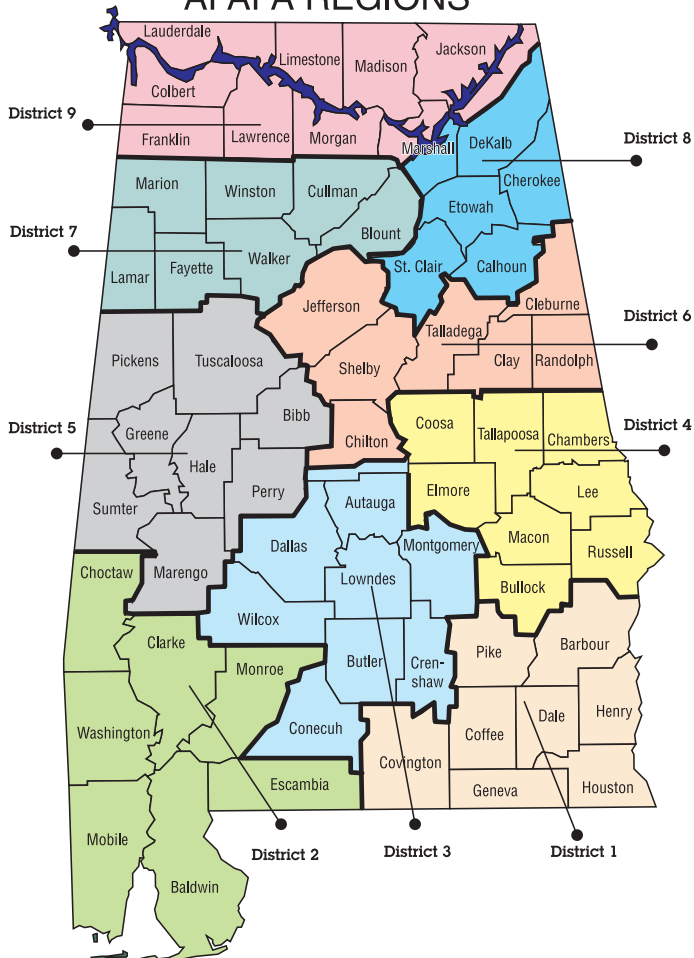 APAPA REGIONS
Lauderdale
Limestone
Madison
Jackson
Colbert
District 9
Franklin
Lawrence
Morgan
Marshall
DeKalb
District 8
Cherokee
Marion
Winston
Cullman
Etowah
District 7
Blount
Walker
Lamar
Fayette
St. Clair
Calhoun
Cleburne
Jefferson
Talladega
District 6
Pickens
Tuscaloosa
Shelby
Clay
Randolph
Bibb
Coosa
Tallapoosa
Chambers
District 4
District 5
Greene
Hale
Chilton
Perry
Elmore
Lee
Sumter
Autauga
Macon
Dallas
Montgomery
Russell
Choctaw
Marengo
Lowndes
Bullock
Wilcox
Clarke
Pike
Barbour
Monroe
Butler
Cren-
shaw
Washington
Conecuh
Coffee
Dale
Henry
Covington
Escambia
Geneva
Houston
Mobile
District 2
District 3
District 1
Baldwin